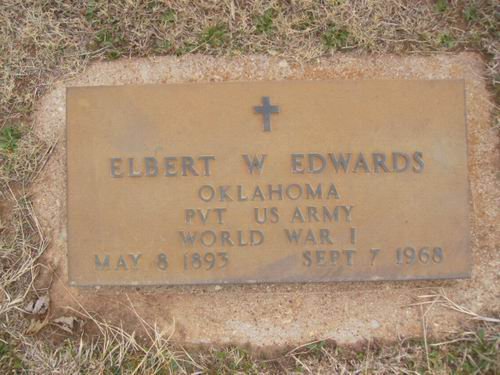 ELBERT W EDWARDS
OKLAHOMA
PVT US ARMY
WORLD WAR I
MAY 8 1893 SEPT 7 1968